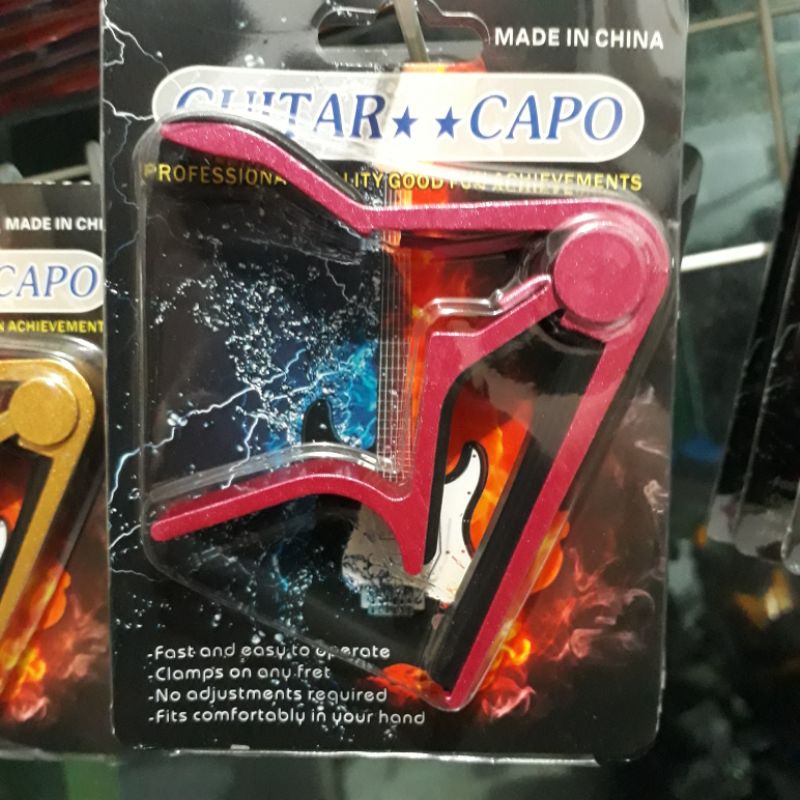 MADE IN CHINA
GUITAR★ ★CAPO
PROFESSIONA LITY GOOD FUN ACHIEVEMENTS
-Fast and easy to operate
-Clamps on any fret
-No adjustments required
-Fits comfortably in your hand
MADE IN CHI
CAPO
N ACHIEVEMENT